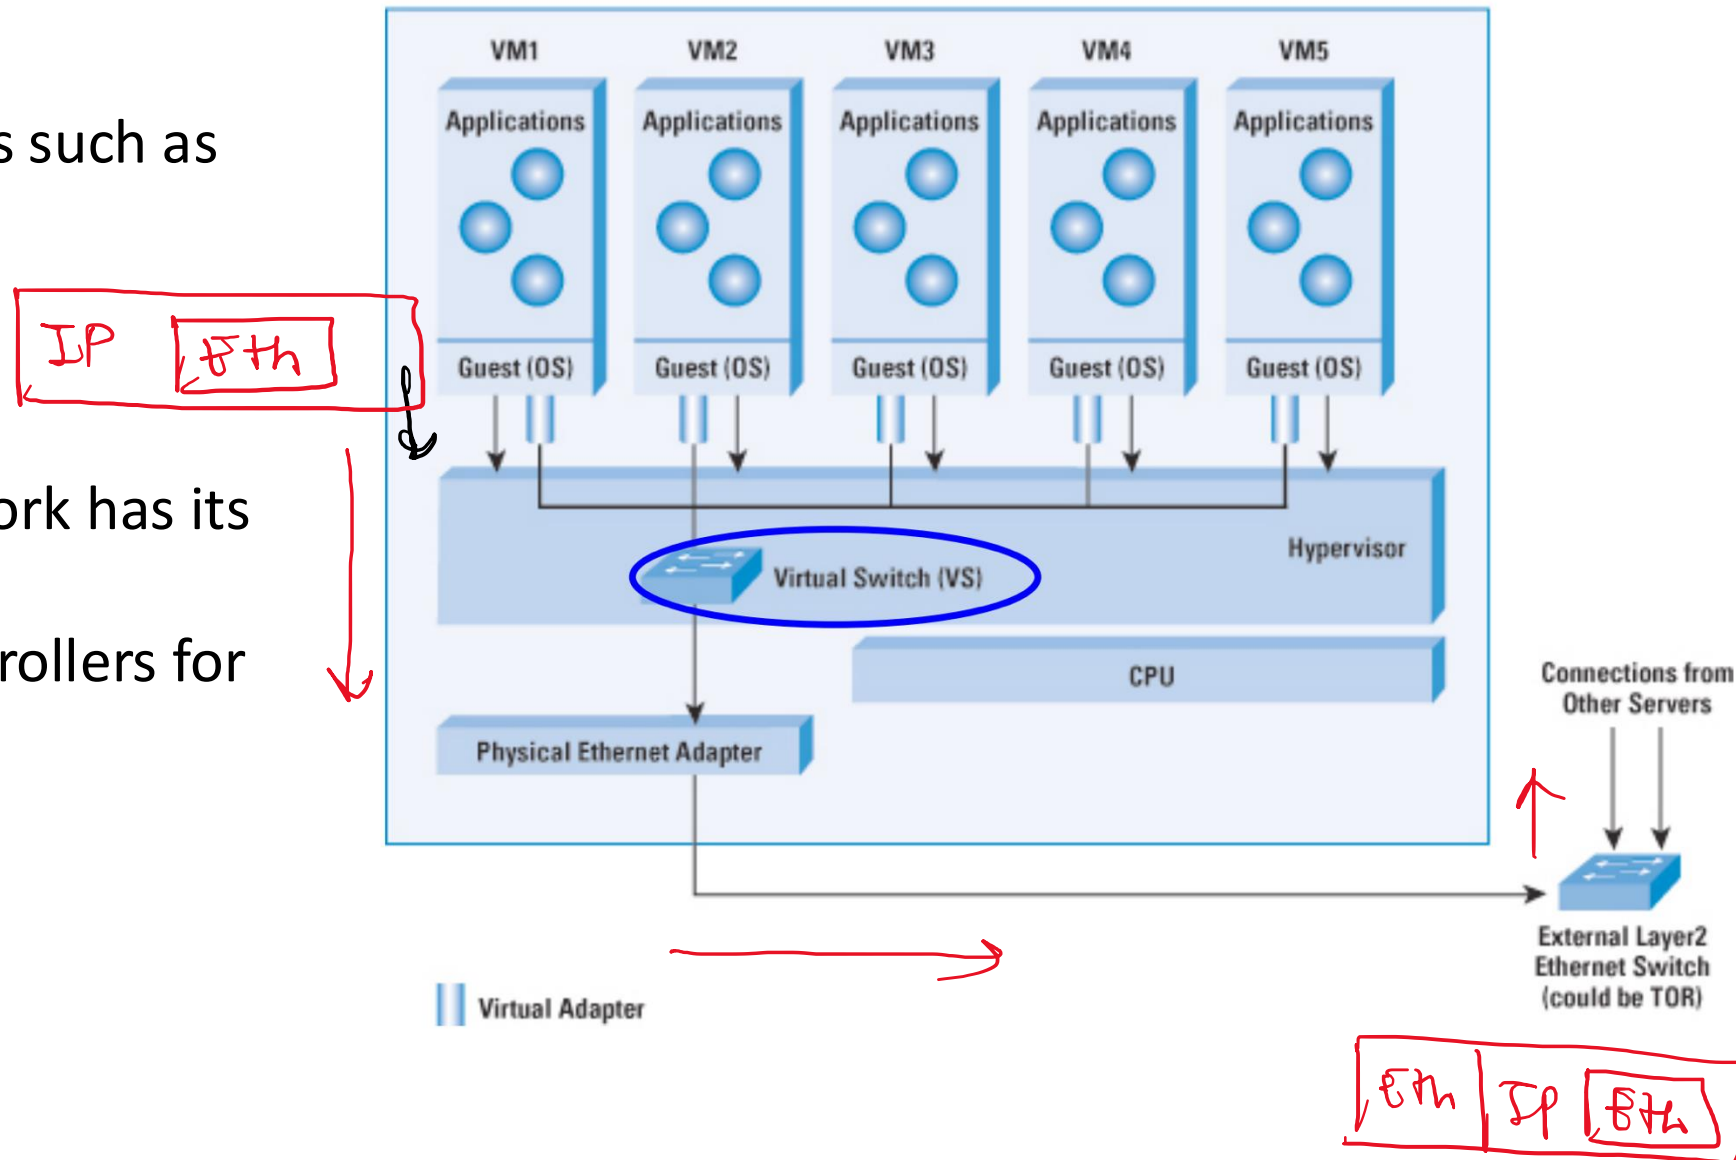 VM1 VM2 VM3 VM4 VM5
Applications Applications Applications Applications Applications
s such as
IP Eth
Guest (OS) Guest (OS) Guest (OS) Guest (OS) Guest (OS)
ork has its
Hypervisor
Virtual Switch (VS)
rollers for
CPU
Connections from
Other Servers
Physical Ethernet Adapter
External Layer2
Ethernet Switch
(could be TOR)
Virtual Adapter
Eth IP Eth